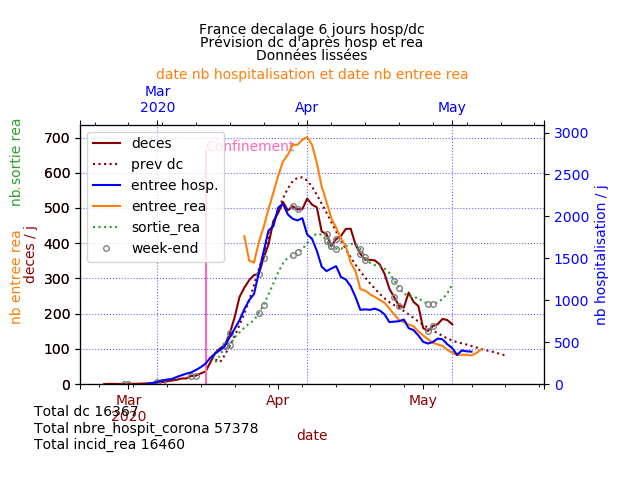 France decalage 6 jours hosp/dc
Prévision dc d'après hosp et rea
Données lissées
date nb hospitalisation et date nb entree rea
Mar
2020
Apr
May
nb.sortie rea
nb entree rea
deces / j
700
600
500
400
300
200
100
0
deces
prev dc
entree hosp.
entree_rea
sortie_rea
week-end
Confinement
3000
2500
2000
1500
1000
500
0
nb hospitalisation / j
Mar
2020
Apr
May
date
Total dc 16367
Total nbre_hospit_corona 57378
Total incid_rea 16460